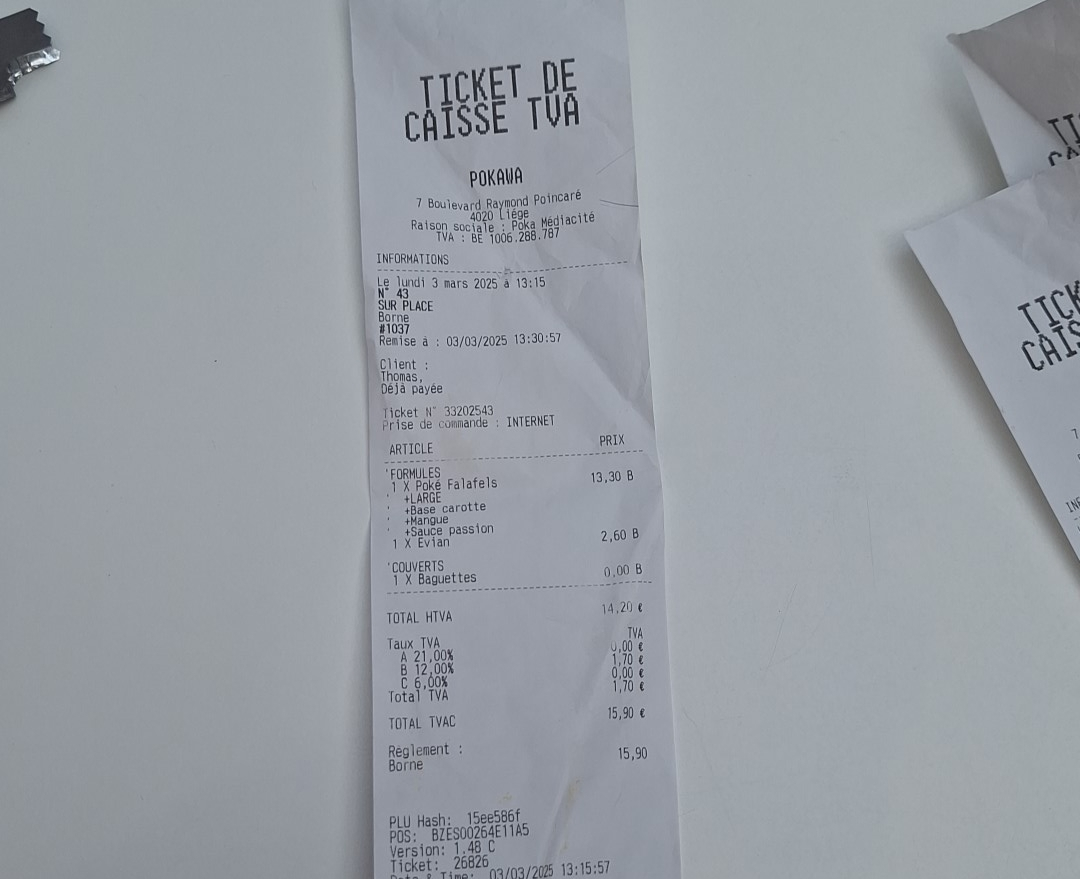 TICKET DE
CAISSE TVA
POKAWA
7 Boulevard Raymond Poincaré
4020 Liége
Raison sociale : Poka Médiacité
TVA : BE 1006.288.787
INFORMATIONS
Le lundi 3 mars 2025 à 13:15
N° 43
SUR PLACE
Borne
#1037
Remise à : 03/03/2025 13:30:57
Client :
Thomas,
Déjà payée
Ticket N° 33202543
Prise de commande : INTERNET
ARTICLE PRIX
'FORMULES
1 X Poké Falafels 13,30 B
' +LARGE
' +Base carotte
' +Mangue
' +Sauce passion
1 X Evian 2,60 B
'COUVERTS
1 X Baguettes 0,00 B
TOTAL HTVA 14,20 €
Taux TVA TVA
A 21,00% 0,00 €
B 12,00% 1,70 €
C 6,00% 0,00 €
Total TVA 1,70 €
TOTAL TVAC 15,90 €
Règlement :
Borne 15,90
PLU Hash: 15ee586f
POS: BZES00264E11A5
Version: 1.48 C
Ticket: 26826
Date & Time: 03/03/2025 13:15:57
TICK
CAIS
7